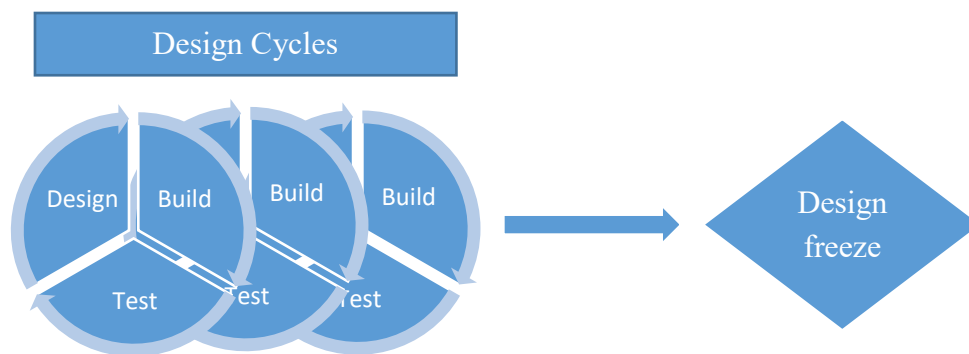 Design Cycles
Design
Build
Build
Build
Test
Test
Test
Design
freeze